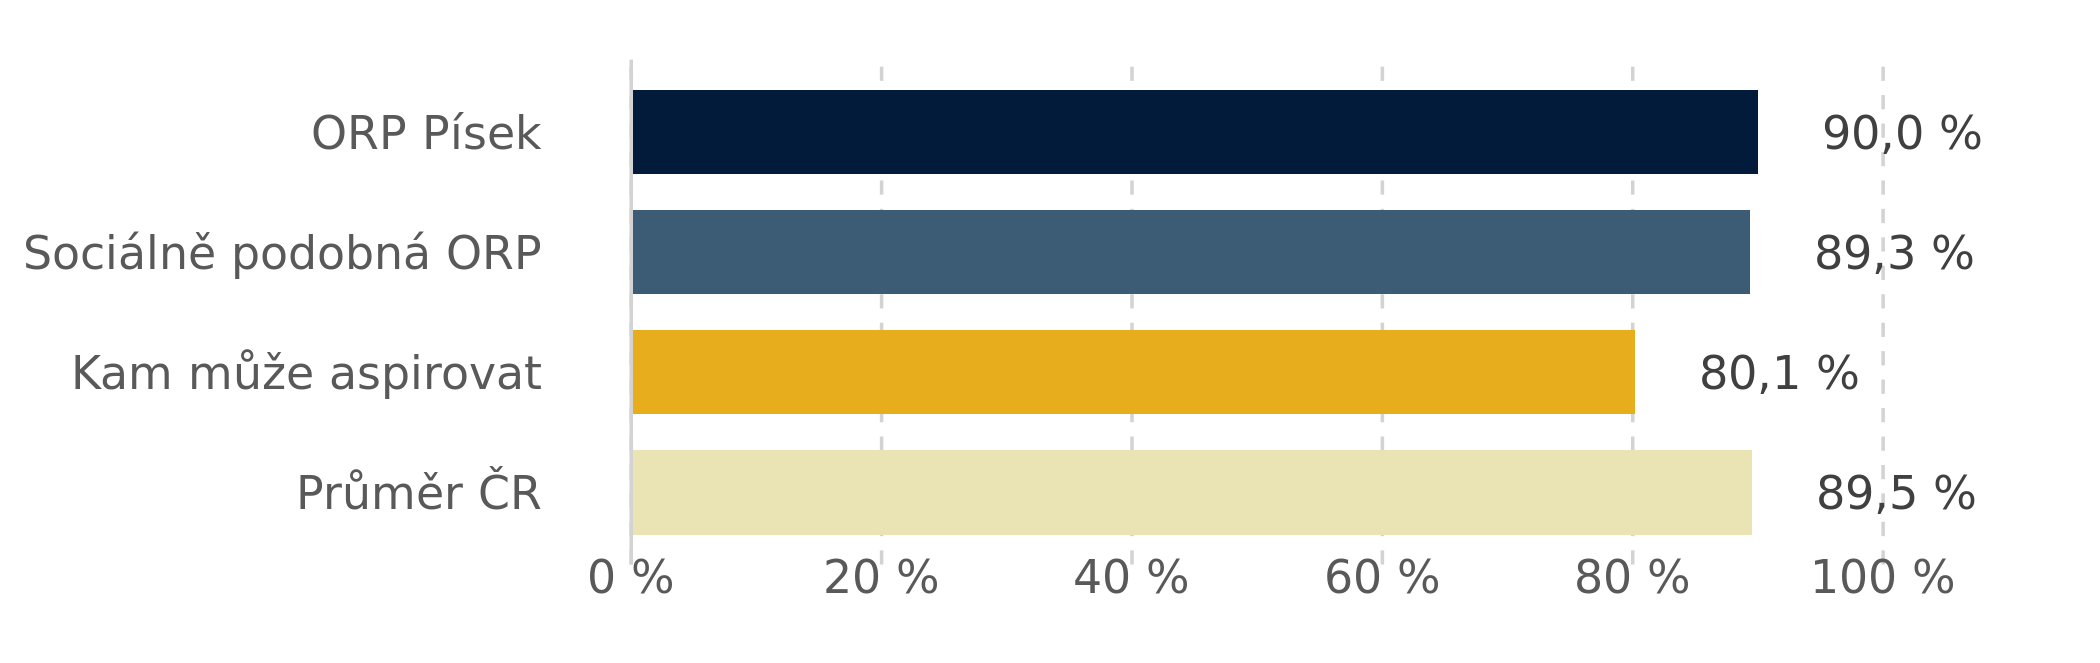 ORP Písek 90,0 %
Sociálně podobná ORP 89,3 %
Kam může aspirovat 80,1 %
Průměr ČR 89,5 %
0 % 20 % 40 % 60 % 80 % 100 %